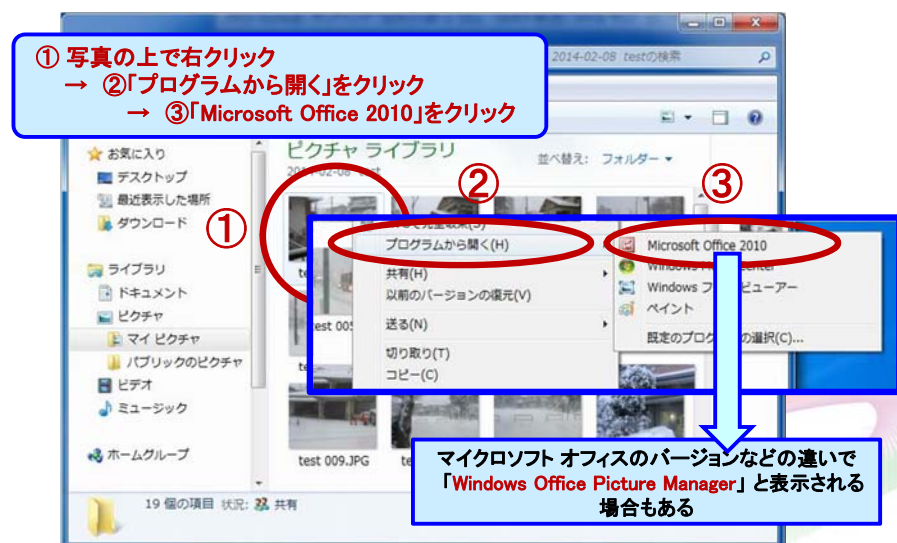 ① 写真の上で右クリック
→ ②「プログラムから開く」をクリック
→ ③「Microsoft Office 2010」をクリック
2014-02-08 testの検索
お気に入り
デスクトップ
最近表示した場所
ダウンロード
ライブラリ
ドキュメント
ピクチャ
マイ ピクチャ
パブリックのピクチャ
ビデオ
ミュージック
ホームグループ
ピクチャ ライブラリ
2014-02-08 test
並べ替え: フォルダー
①
②
③
プログラムから開く(H)
共有(H)
以前のバージョンの復元(V)
送る(N)
切り取り(T)
コピー(C)
Microsoft Office 2010
Windows
Windows フ ビューアー
ペイント
既定のプログ の選択(C)...
test 005
test 009.JPG
マイクロソフト オフィスのバージョンなどの違いで
「Windows Office Picture Manager」 と表示される
場合もある
19 個の項目 状況: 共有